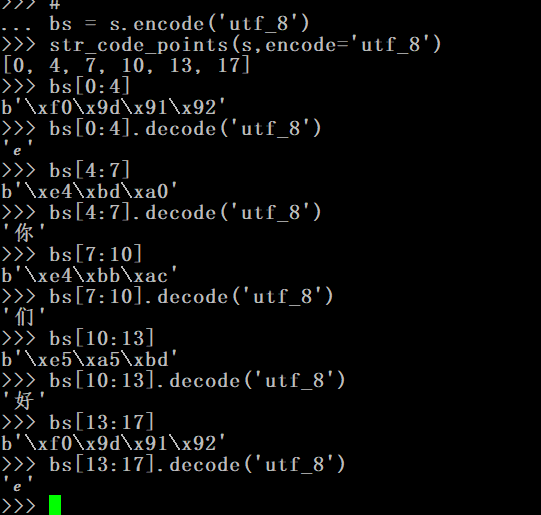 >>> #
... bs = s.encode('utf_8')
>>> str_code_points(s,encode='utf_8')
[0, 4, 7, 10, 13, 17]
>>> bs[0:4]
b'\xf0\x9d\x91\x92'
>>> bs[0:4].decode('utf_8')
'𝑒'
>>> bs[4:7]
b'\xe4\xbd\xa0'
>>> bs[4:7].decode('utf_8')
'你'
>>> bs[7:10]
b'\xe4\xbb\xac'
>>> bs[7:10].decode('utf_8')
'们'
>>> bs[10:13]
b'\xe5\xa5\xbd'
>>> bs[10:13].decode('utf_8')
'好'
>>> bs[13:17]
b'\xf0\x9d\x91\x92'
>>> bs[13:17].decode('utf_8')
'𝑒'
>>>